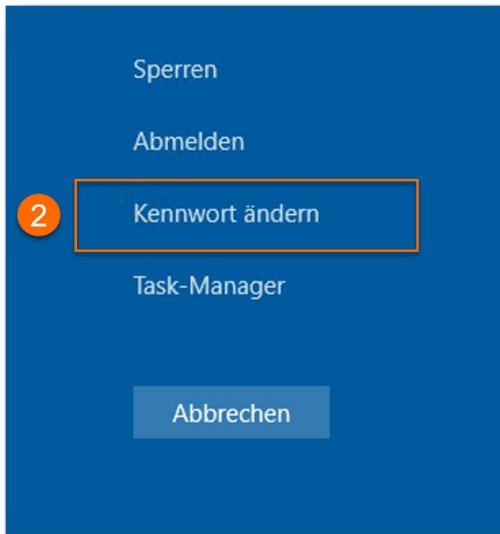 Sperren
Abmelden
2
Kennwort ändern
Task-Manager
Abbrechen